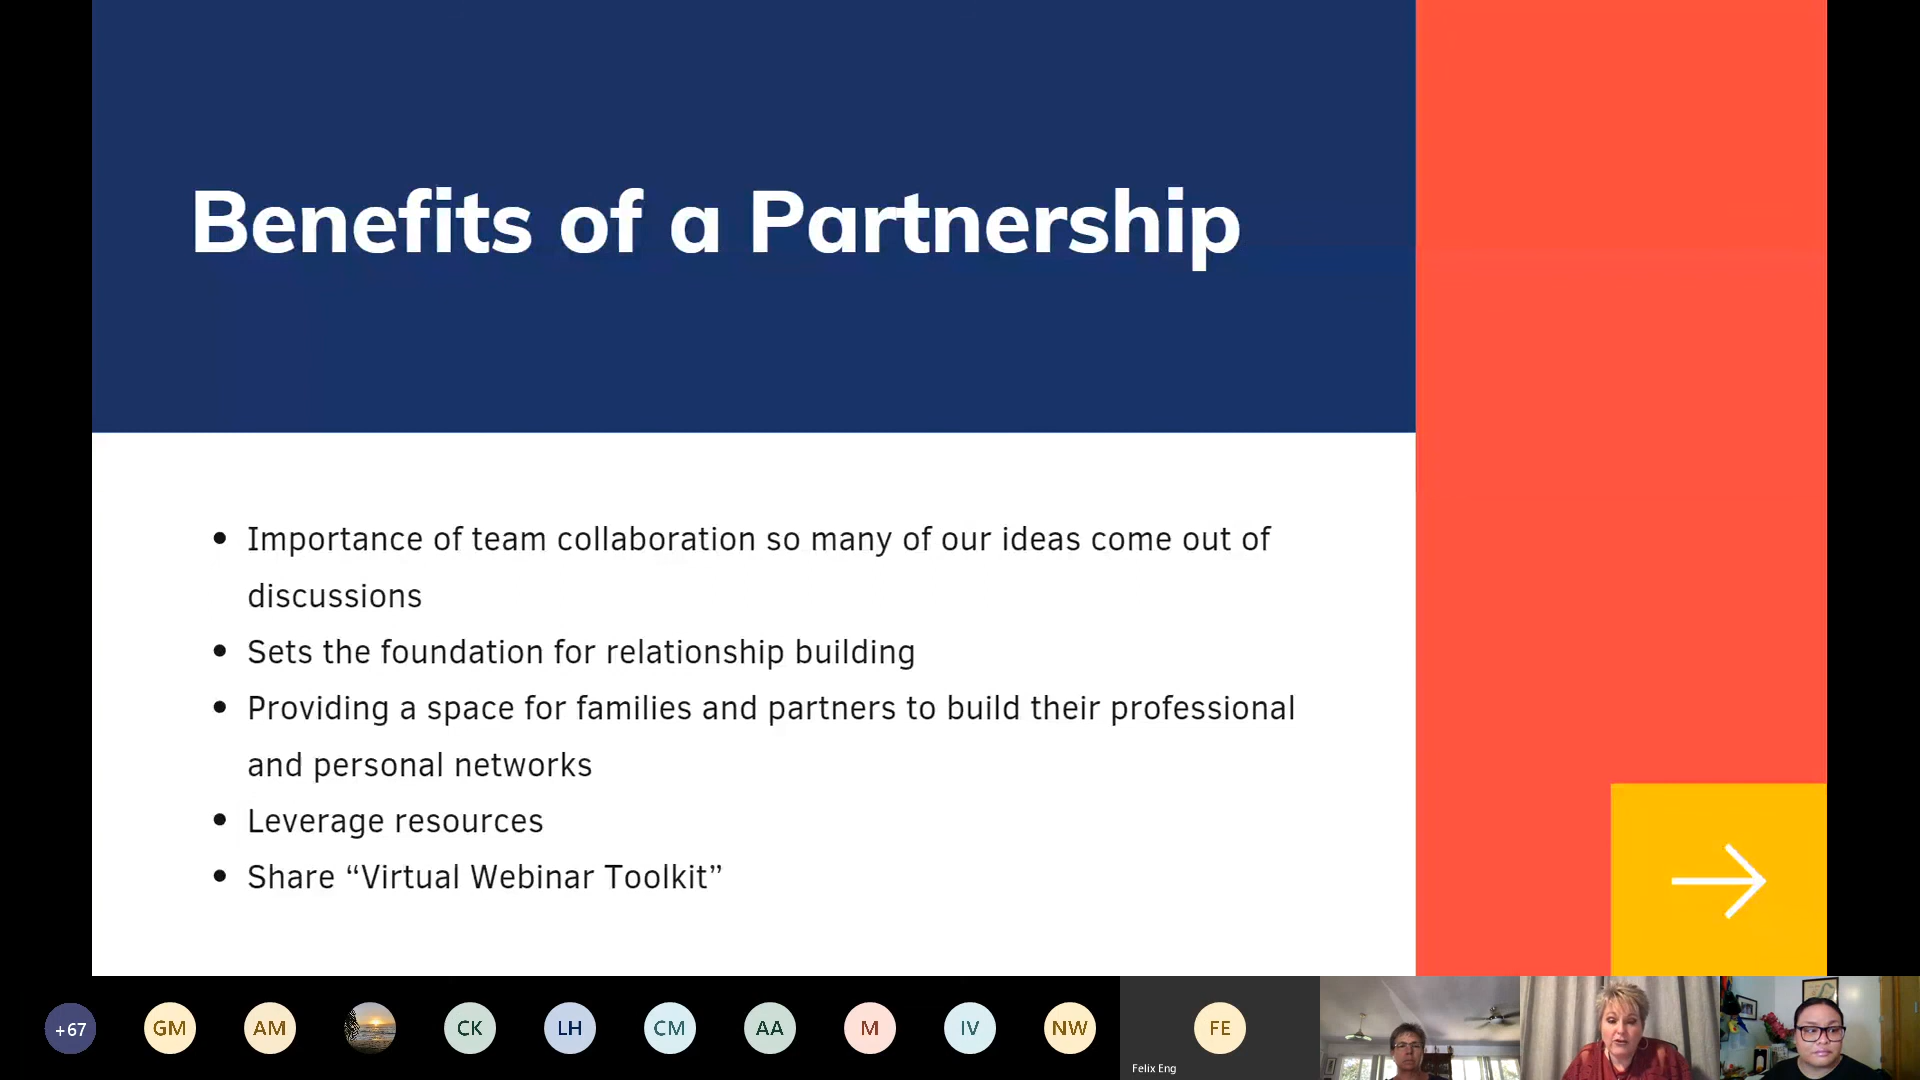 Benefits of a Partnership
• Importance of team collaboration so many of our ideas come out of
discussions
• Sets the foundation for relationship building
• Providing a space for families and partners to build their professional
and personal networks
• Leverage resources
• Share “Virtual Webinar Toolkit”
+67 GM AM CK LH CM AA M IV NW FE
Felix Eng